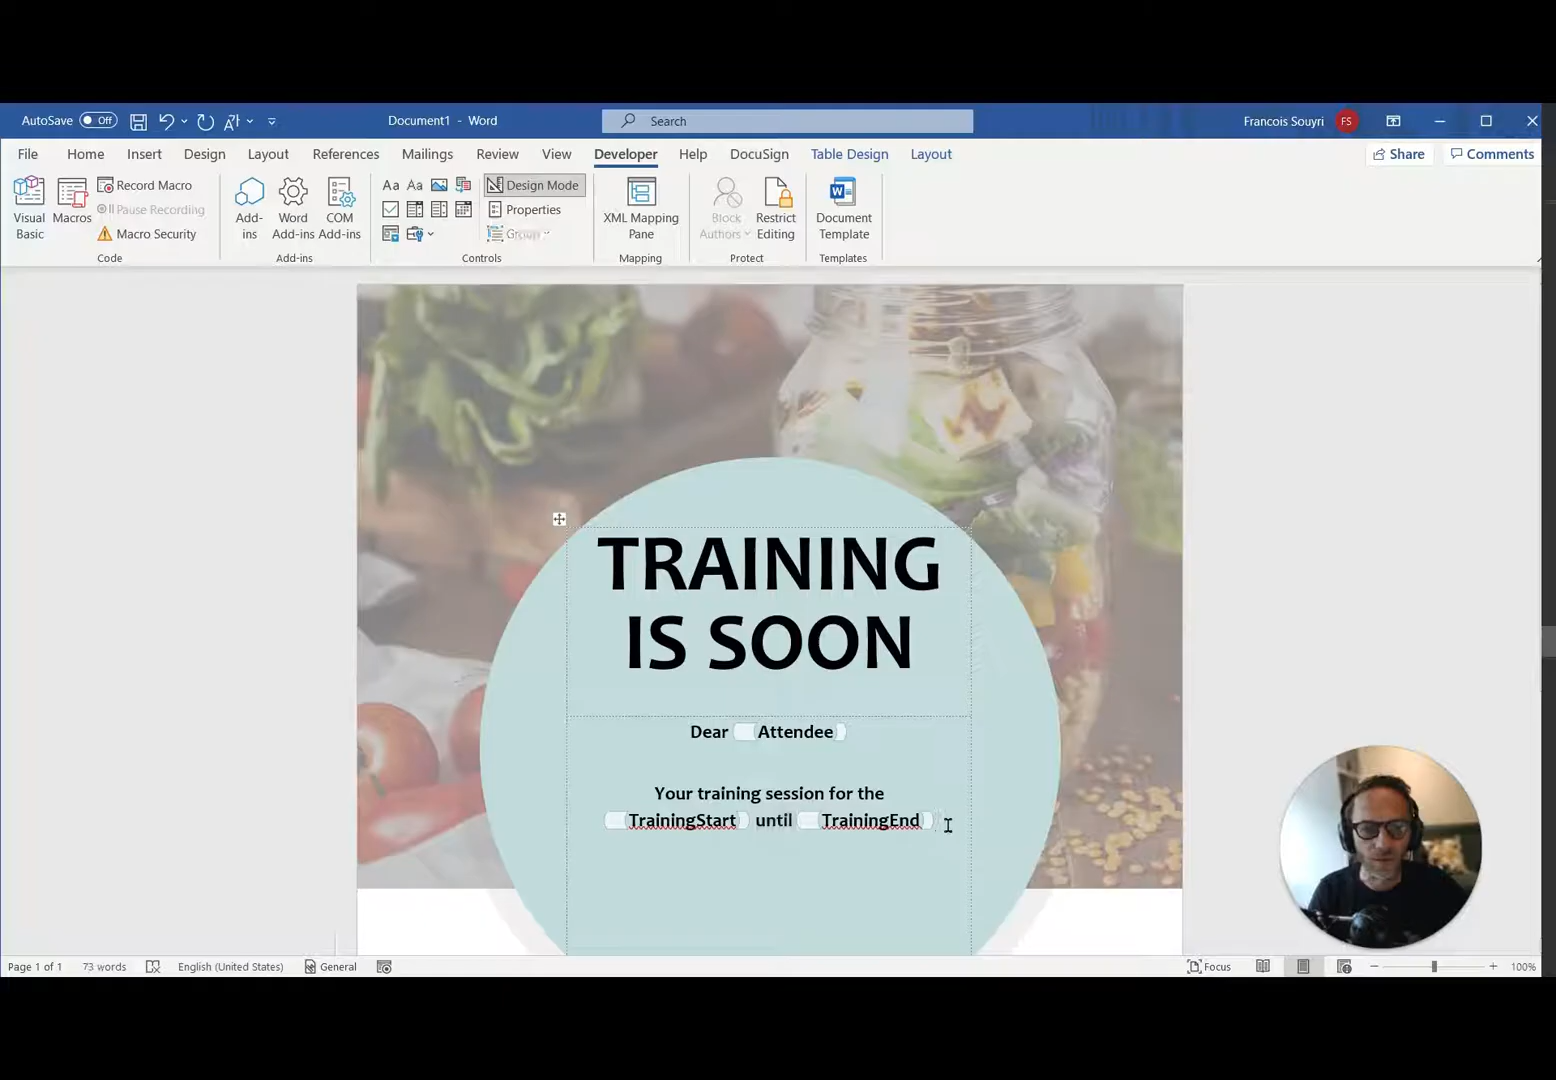 AutoSave Off Document1 - Word Search Francois Souyri FS
File Home Insert Design Layout References Mailings Review View Developer Help DocuSign Table Design Layout Share Comments
Visual Basic
Macros
Record Macro
Pause Recording
Macro Security
Code
Add-ins
Word Add-ins
COM Add-ins
Add-ins
Aa Aa
Design Mode
Properties
Group
Controls
XML Mapping Pane
Mapping
Block Authors
Restrict Editing
Protect
Document Template
Templates
TRAINING
IS SOON
Dear Attendee
Your training session for the
TrainingStart until TrainingEnd
Page 1 of 1 73 words English (United States) General Focus 100%